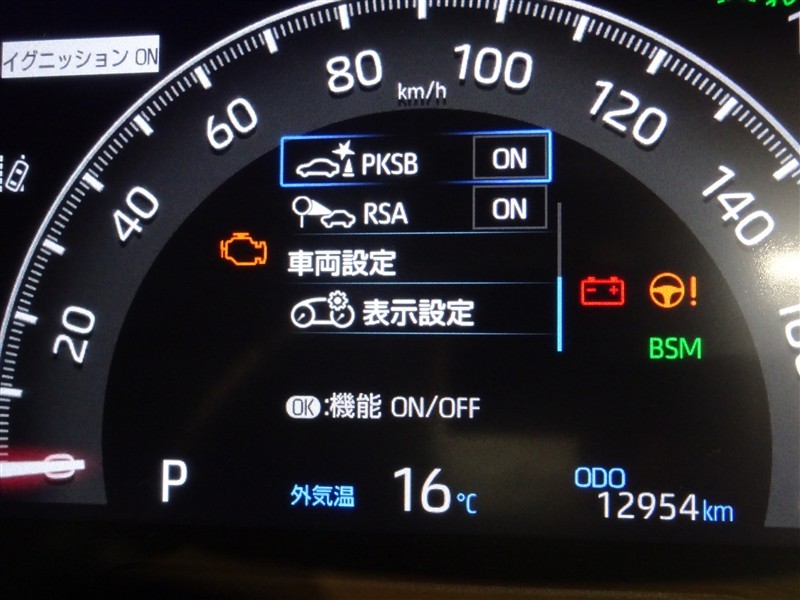 イグニッション ON
20
40
60
80
100
120
140
km/h
PKSB ON
RSA ON
車両設定
表示設定
BSM
OK:機能 ON/OFF
0
P
外気温 16℃
ODO
12954km